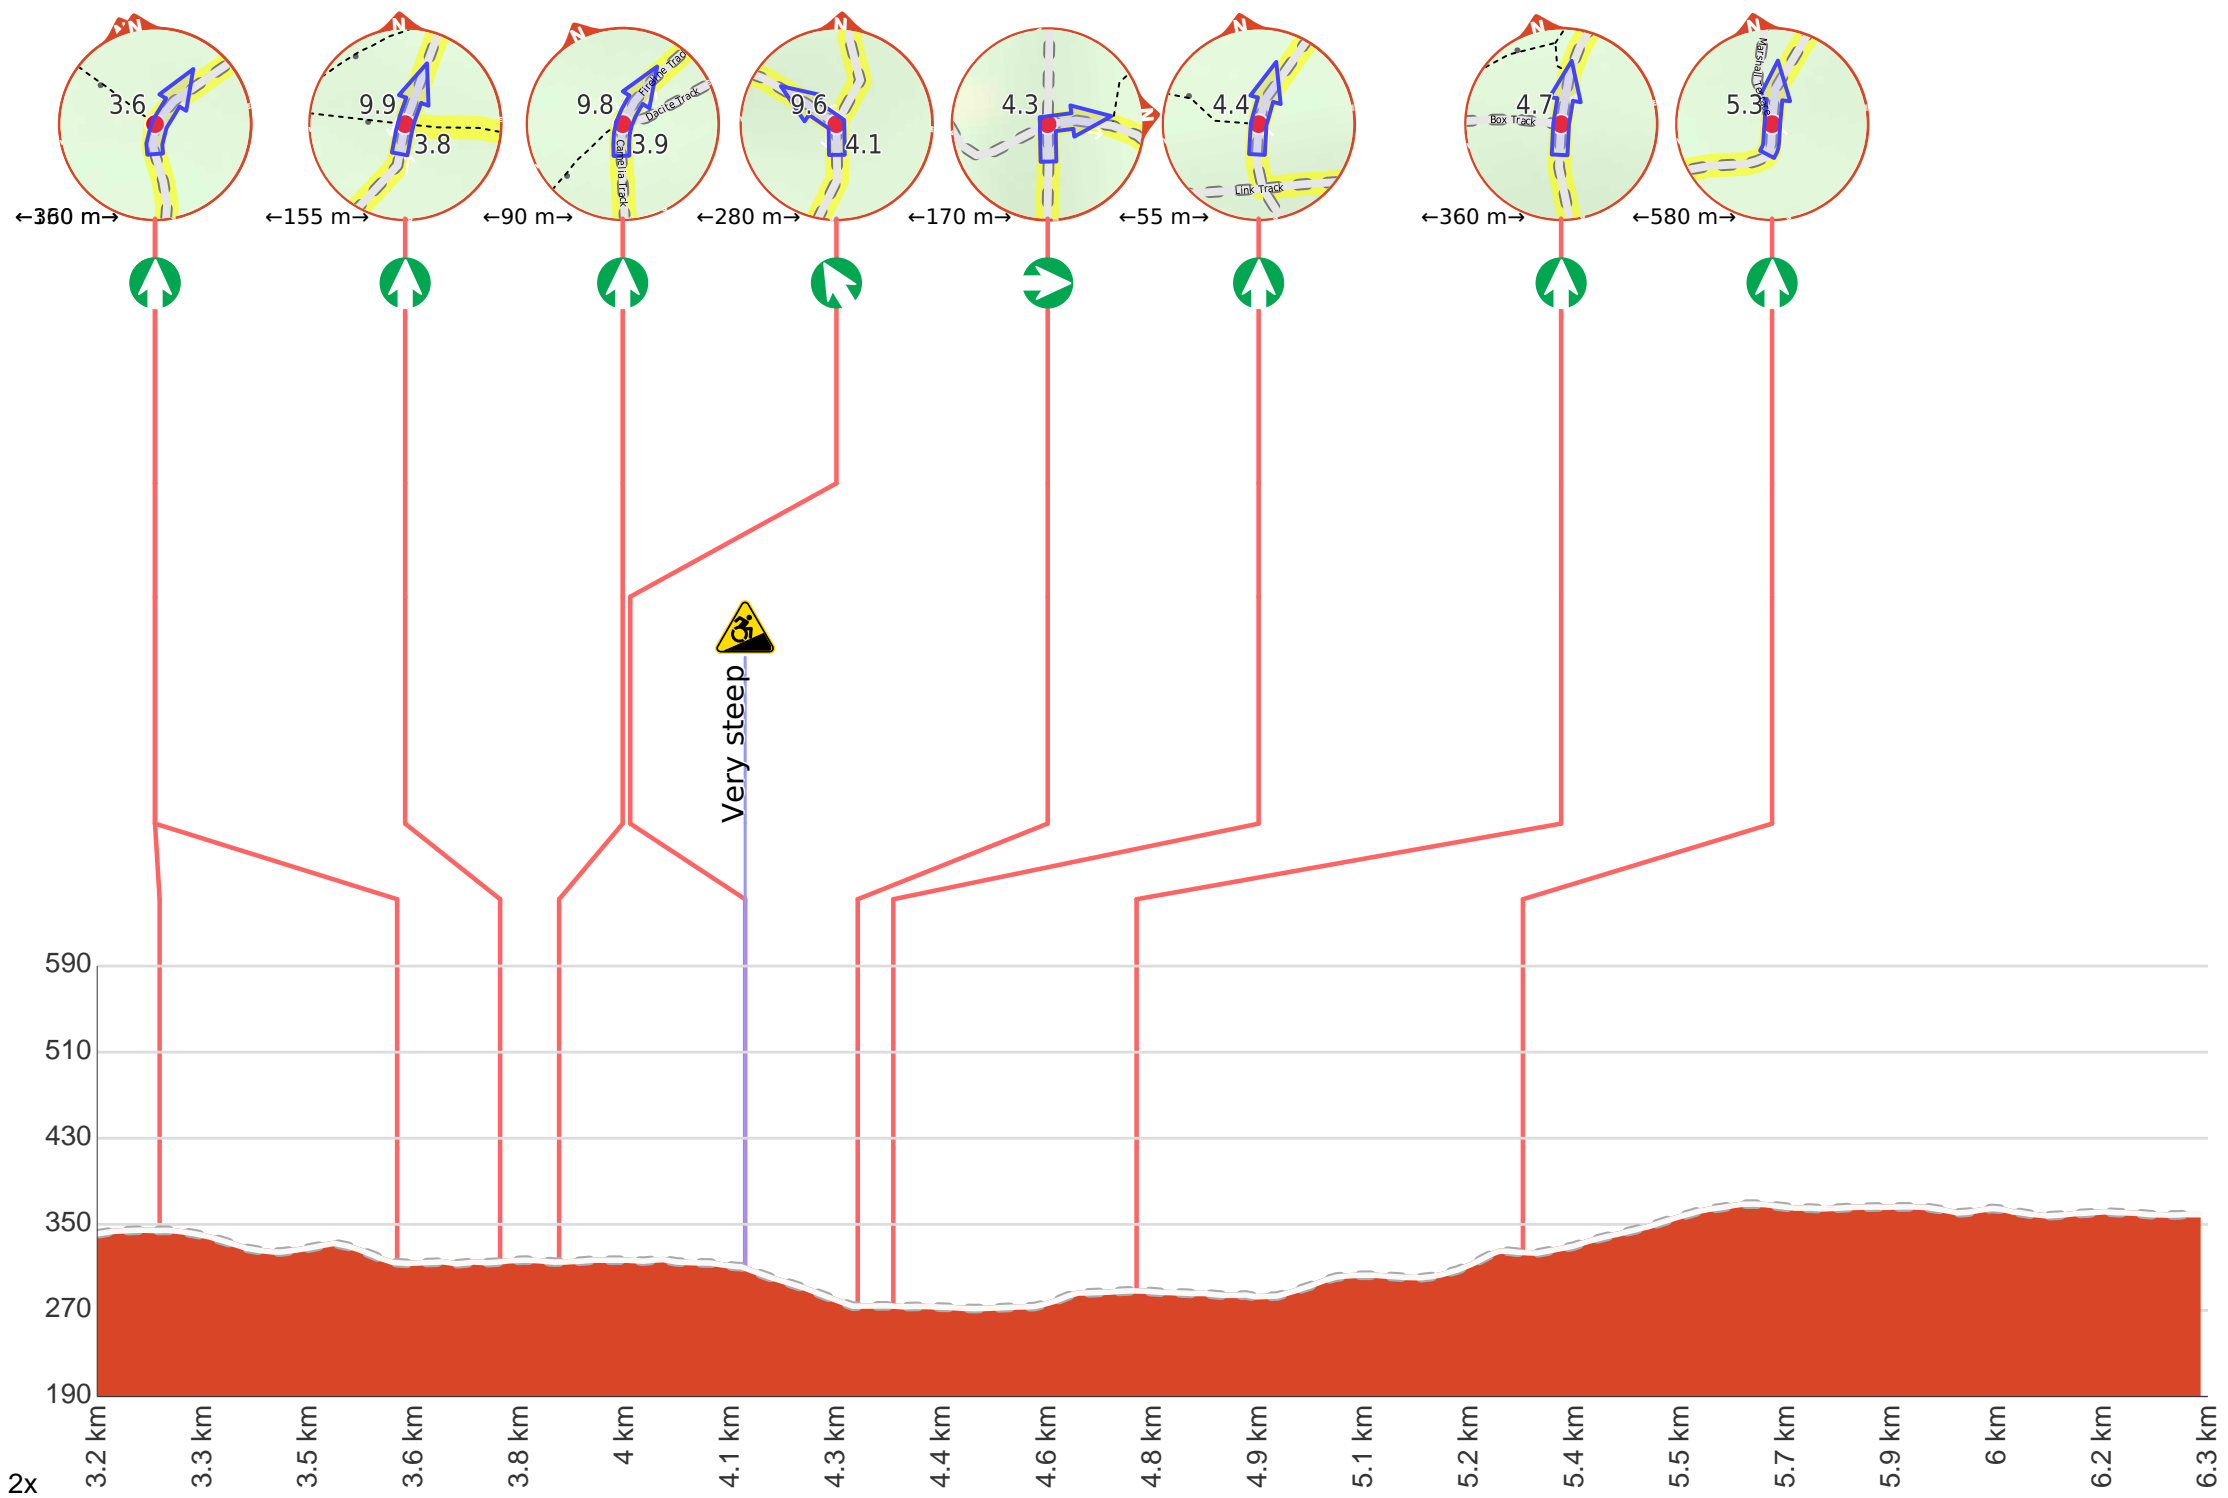 N
N
N
N
N
N
N
N
3.6
9.9
3.8
9.8
3.9
Fireline Trac
Dacite Track
Camelia Track
9.6
4.1
4.3
4.4
Link Track
4.7
Box Track
5.3
←360 m→
←155 m→
←90 m→
←280 m→
←170 m→
←55 m→
←360 m→
←580 m→
Very steep
590
510
430
350
270
190
3.2 km
3.3 km
3.5 km
3.6 km
3.8 km
4 km
4.1 km
4.3 km
4.4 km
4.6 km
4.8 km
4.9 km
5.1 km
5.2 km
5.4 km
5.5 km
5.7 km
5.9 km
6 km
6.2 km
6.3 km
2x